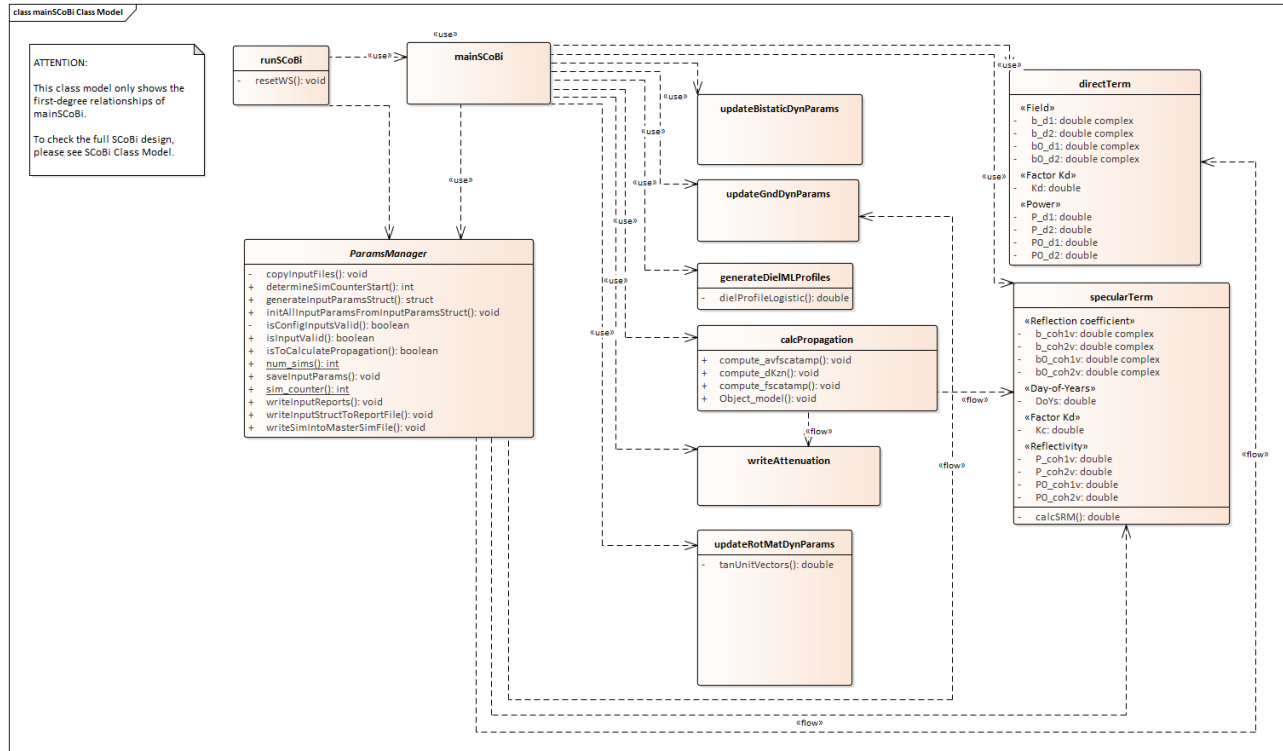 class mainSCoBi Class Model
ATTENTION:
This class model only shows the
first-degree relationships of
mainSCoBi.
To check the full SCoBi design,
please see SCoBi Class Model.
runSCoBi
- resetWS(): void
«use»
«use»
mainSCoBi
«use»
«use»
«use»
«use»
«use»
«use»
«use»
«use»
«use»
«use»
ParamsManager
- copyInputFiles(): void
+ determineSimCounterStart(): int
+ generateInputParamsStruct(): struct
+ initAllInputParamsFromInputParamsStruct(): void
- isConfigInputsValid(): boolean
+ isInputValid(): boolean
+ isToCalculatePropagation(): boolean
+ num_sims(): int
+ saveInputParams(): void
+ sim_counter(): int
+ writeInputReports(): void
+ writeInputStructToReportFile(): void
+ writeSimIntoMasterSimFile(): void
updateBistaticDynParams
updateGndDynParams
generateDielMLProfiles
- dielProfileLogistic(): double
calcPropagation
+ compute_avfscatamp(): void
+ compute_dKzn(): void
+ compute_fscatamp(): void
+ Object_model(): void
«flow»
«flow»
writeAttenuation
updateRotMatDynParams
- tanUnitVectors(): double
directTerm
«Field»
- b_d1: double complex
- b_d2: double complex
- b0_d1: double complex
- b0_d2: double complex
«Factor Kd»
- Kd: double
«Power»
- P_d1: double
- P_d2: double
- P0_d1: double
- P0_d2: double
specularTerm
«Reflection coefficient»
- b_coh1v: double complex
- b_coh2v: double complex
- b0_coh1v: double complex
- b0_coh2v: double complex
«Day-of-Years»
- DoYs: double
«Factor Kd»
- Kc: double
«Reflectivity»
- P_coh1v: double
- P_coh2v: double
- P0_coh1v: double
- P0_coh2v: double
- calcSRM(): double
«flow»
«flow»
«flow»